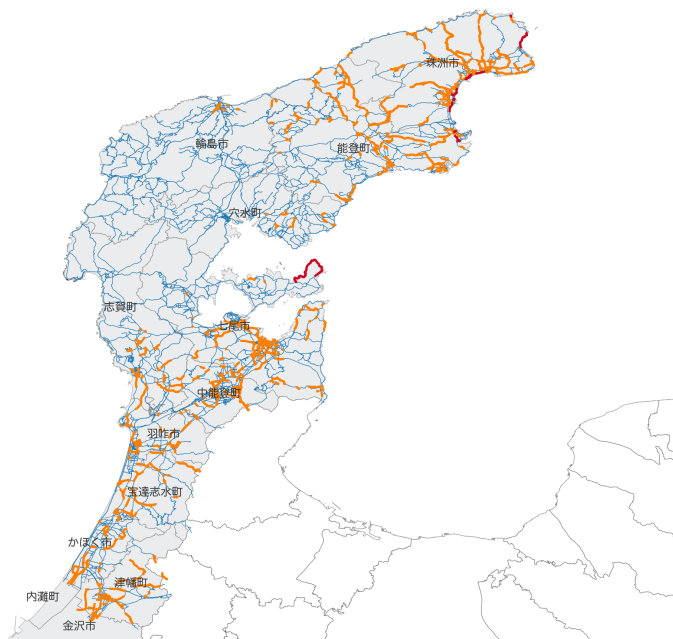 珠洲市
輪島市
能登町
穴水町
志賀町
七尾市
中能登町
羽咋市
宝達志水町
かほく市
津幡町
内灘町
金沢市